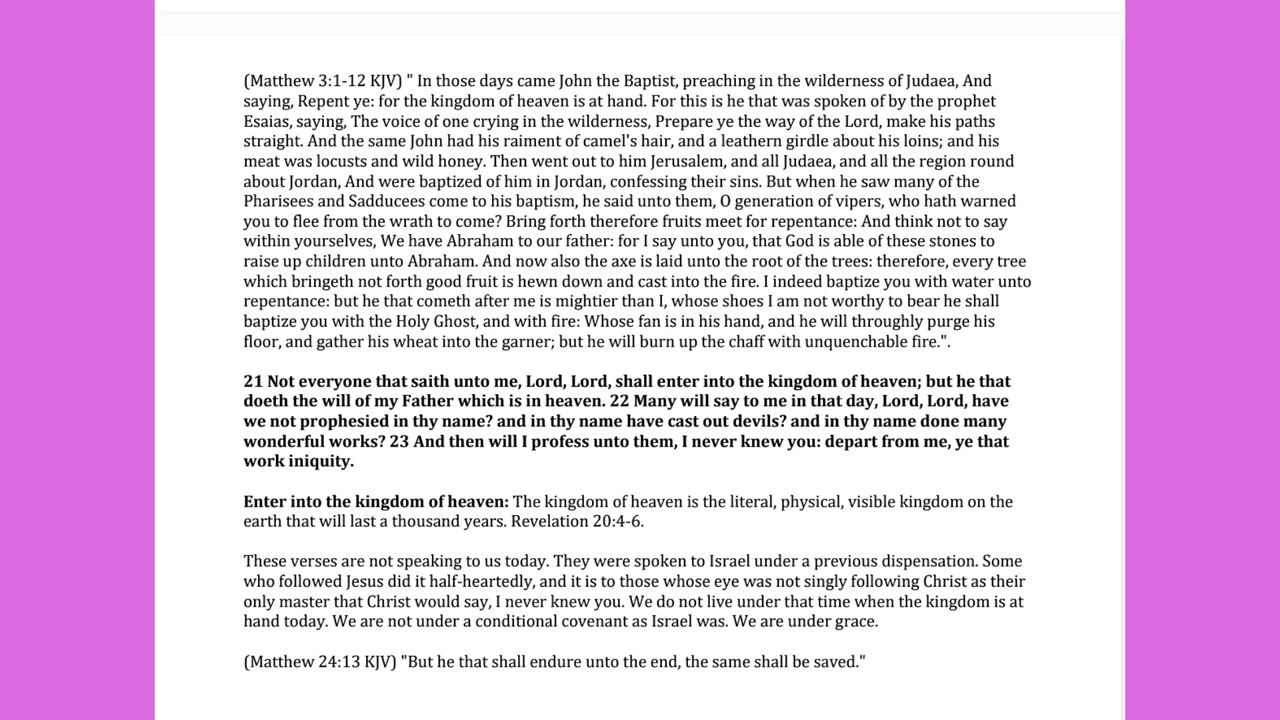 (Matthew 3:1-12 KJV) " In those days came John the Baptist, preaching in the wilderness of Judaea, And
saying, Repent ye: for the kingdom of heaven is at hand. For this is he that was spoken of by the prophet
Esaias, saying, The voice of one crying in the wilderness, Prepare ye the way of the Lord, make his paths
straight. And the same John had his raiment of camel's hair, and a leathern girdle about his loins; and his
meat was locusts and wild honey. Then went out to him Jerusalem, and all Judaea, and all the region round
about Jordan, And were baptized of him in Jordan, confessing their sins. But when he saw many of the
Pharisees and Sadducees come to his baptism, he said unto them, O generation of vipers, who hath warned
you to flee from the wrath to come? Bring forth therefore fruits meet for repentance: And think not to say
within yourselves, We have Abraham to our father: for I say unto you, that God is able of these stones to
raise up children unto Abraham. And now also the axe is laid unto the root of the trees: therefore, every tree
which bringeth not forth good fruit is hewn down and cast into the fire. I indeed baptize you with water unto
repentance: but he that cometh after me is mightier than I, whose shoes I am not worthy to bear he shall
baptize you with the Holy Ghost, and with fire: Whose fan is in his hand, and he will throughly purge his
floor, and gather his wheat into the garner; but he will burn up the chaff with unquenchable fire.".
21 Not everyone that saith unto me, Lord, Lord, shall enter into the kingdom of heaven; but he that
doeth the will of my Father which is in heaven. 22 Many will say to me in that day, Lord, Lord, have
we not prophesied in thy name? and in thy name have cast out devils? and in thy name done many
wonderful works? 23 And then will I profess unto them, I never knew you: depart from me, ye that
work iniquity.
Enter into the kingdom of heaven: The kingdom of heaven is the literal, physical, visible kingdom on the
earth that will last a thousand years. Revelation 20:4-6.
These verses are not speaking to us today. They were spoken to Israel under a previous dispensation. Some
who followed Jesus did it half-heartedly, and it is to those whose eye was not singly following Christ as their
only master that Christ would say, I never knew you. We do not live under that time when the kingdom is at
hand today. We are not under a conditional covenant as Israel was. We are under grace.
(Matthew 24:13 KJV) "But he that shall endure unto the end, the same shall be saved."